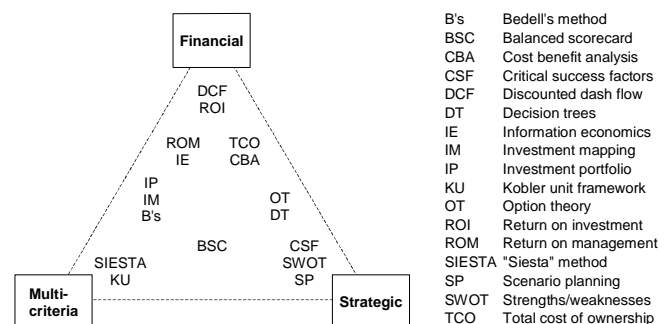 Financial
DCF
ROI
ROM TCO
IE CBA
IP
IM
B's
OT
DT
BSC
CSF
SWOT
SP
SIESTA
KU
Multi-
criteria
Strategic
B's Bedell's method
BSC Balanced scorecard
CBA Cost benefit analysis
CSF Critical success factors
DCF Discounted dash flow
DT Decision trees
IE Information economics
IM Investment mapping
IP Investment portfolio
KU Kobler unit framework
OT Option theory
ROI Return on investment
ROM Return on management
SIESTA "Siesta" method
SP Scenario planning
SWOT Strengths/weaknesses
TCO Total cost of ownership